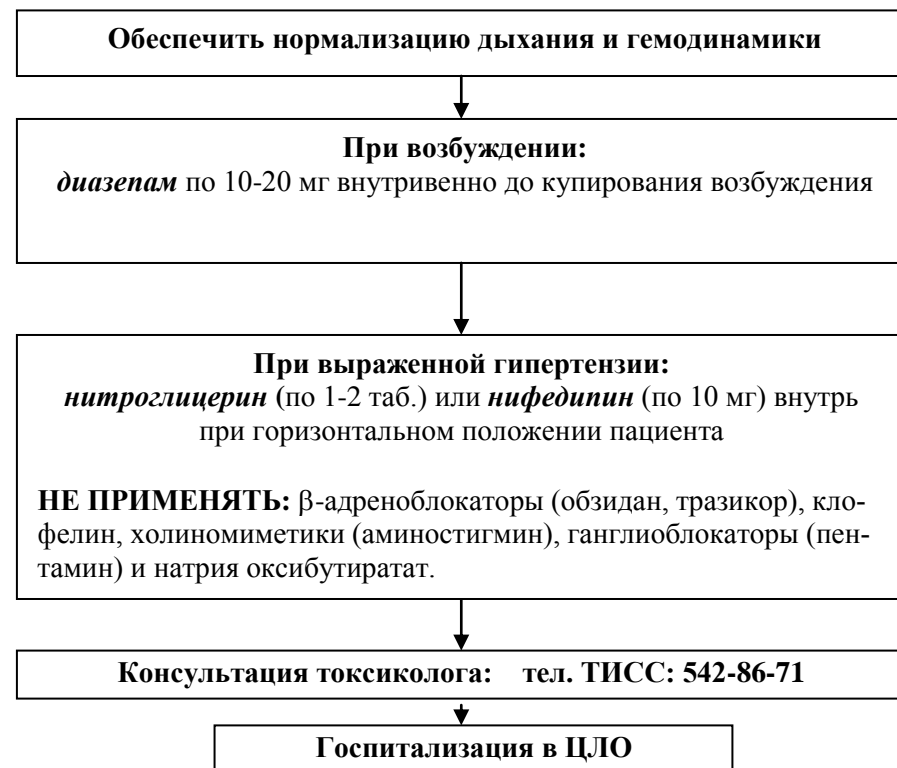 Обеспечить нормализацию дыхания и гемодинамики
При возбуждении:
диазепам по 10-20 мг внутривенно до купирования возбуждения
При выраженной гипертензии:
нитроглицерин (по 1-2 таб.) или нифедипин (по 10 мг) внутрь
при горизонтальном положении пациента
НЕ ПРИМЕНЯТЬ: β-адреноблокаторы (обзидан, тразикор), кло-
фелин, холиномиметики (аминостигмин), ганглиоблокаторы (пен-
тамин) и натрия оксибутиратат.
Консультация токсиколога: тел. ТИСС: 542-86-71
Госпитализация в ЦЛО